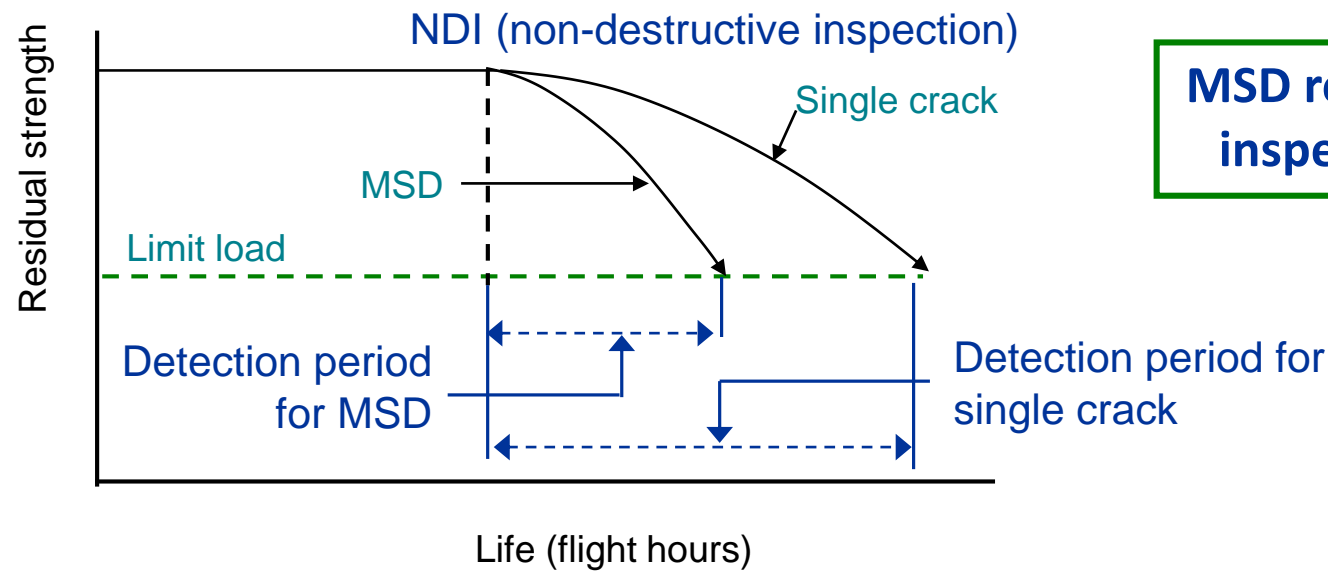 NDI (non-destructive inspection)
Residual strength
Single crack
MSD
Limit load
Detection period
for MSD
Detection period for
single crack
Life (flight hours)
MSD